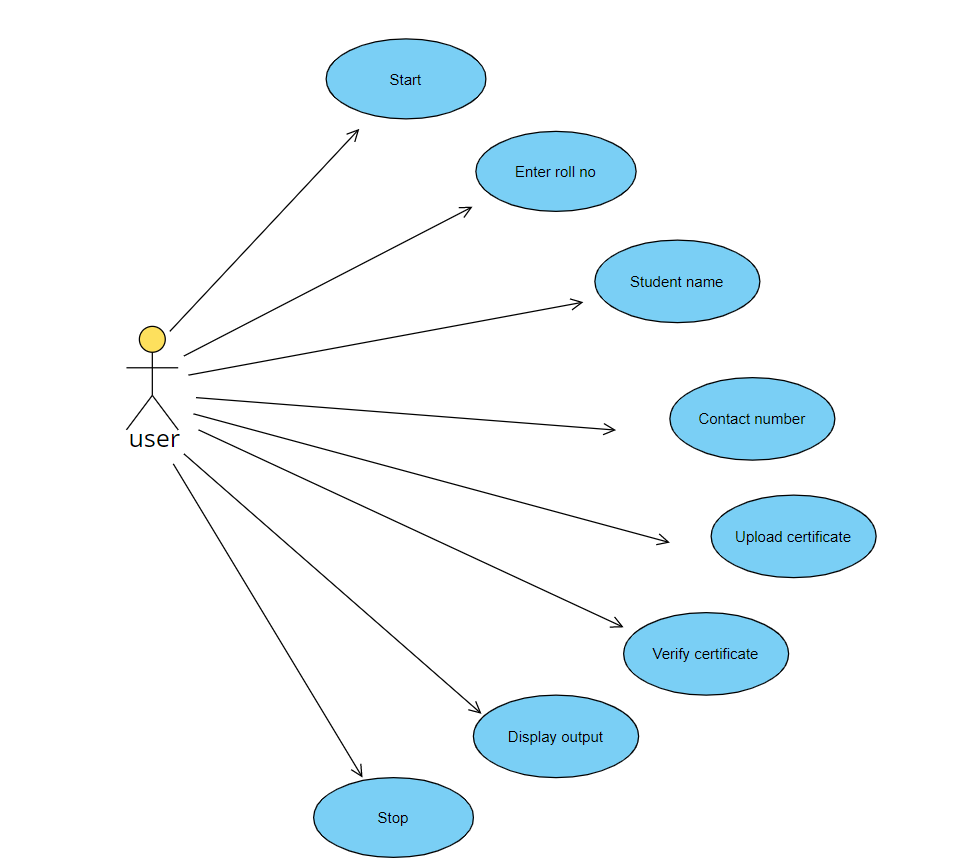 Start
Enter roll no
Student name
user
Contact number
Upload certificate
Verify certificate
Display output
Stop